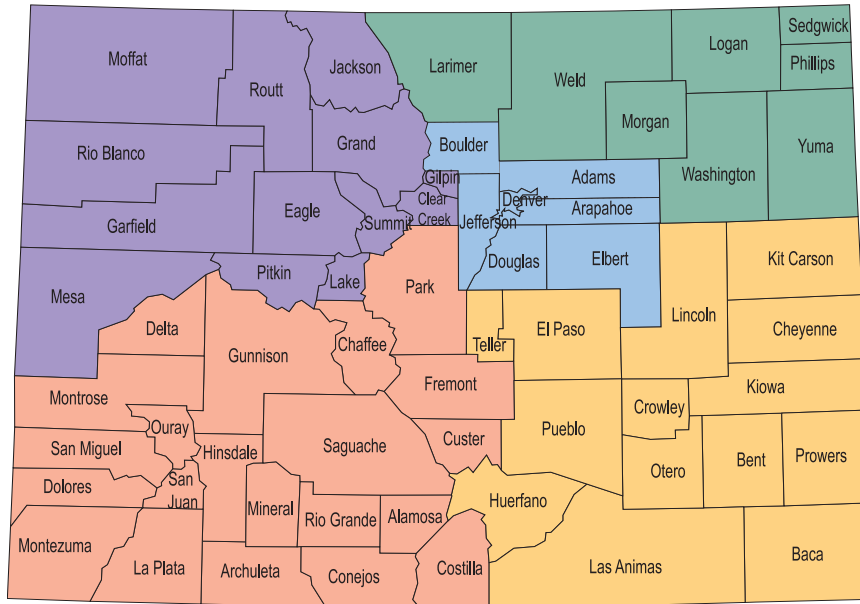 Moffat
Routt
Jackson
Larimer
Weld
Logan
Sedgwick
Phillips
Morgan
Rio Blanco
Grand
Boulder
Washington
Yuma
Garfield
Eagle
Summit
Gilpin
Clear
Creek
Jefferson
Denver
Adams
Arapahoe
Mesa
Pitkin
Lake
Park
Douglas
Elbert
Lincoln
Kit Carson
Delta
Gunnison
Chaffee
Teller
El Paso
Cheyenne
Montrose
Fremont
Kiowa
Ouray
Crowley
San Miguel
Hinsdale
Saguache
Custer
Pueblo
Otero
Bent
Prowers
Dolores
San
Juan
Mineral
Rio Grande
Alamosa
Huerfano
Montezuma
La Plata
Archuleta
Conejos
Costilla
Las Animas
Baca